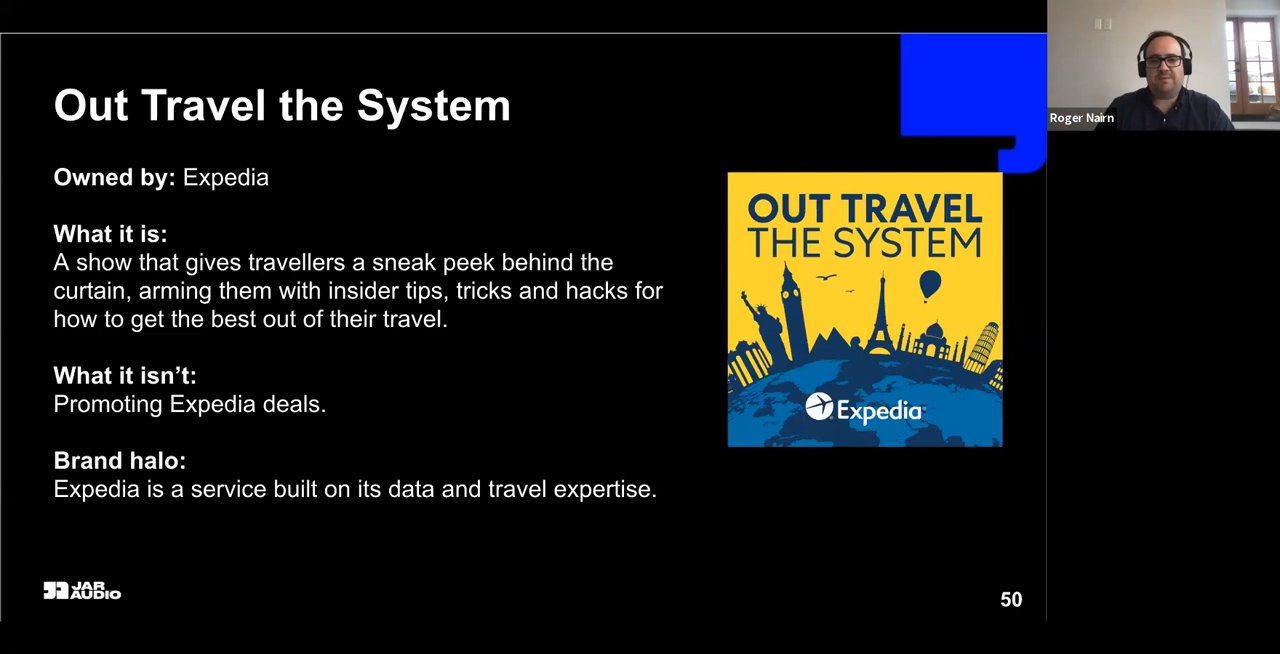 Out Travel the System
Owned by: Expedia
What it is:
A show that gives travellers a sneak peek behind the
curtain, arming them with insider tips, tricks and hacks for
how to get the best out of their travel.
What it isn’t:
Promoting Expedia deals.
Brand halo:
Expedia is a service built on its data and travel expertise.
JAR
AUDIO
50
OUT TRAVEL
THE SYSTEM
Expedia
Roger Nairn